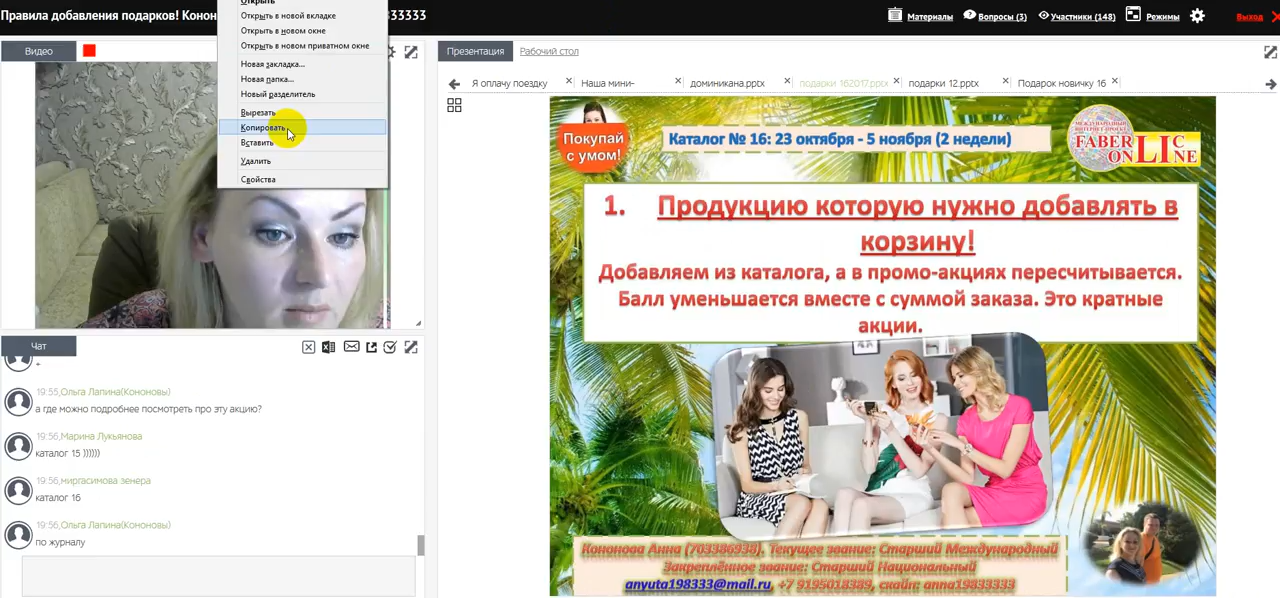 Правила добавления подарков! Конон
33333
Материалы
Вопросы (3)
Участники (148)
Режимы
Выход
Открыть
Открыть в новой вкладке
Открыть в новом окне
Открыть в новом приватном окне
Новая закладка...
Новая папка...
Новый разделитель
Вырезать
Копировать
Вставить
Удалить
Свойства
Видео
Презентация
Рабочий стол
Я оплачу поездку
Наша мини-
доминикана.pptx
подарки 162017.pptx
подарки 12.pptx
Подарок новичку 16
Покупай
с умом!
Каталог № 16: 23 октября - 5 ноября (2 недели)
МЕЖДУНАРОДНЫЙ
ИНТЕРНЕТ-ПРОЕКТ
FABERLIC
ONLINE
1. Продукцию которую нужно добавлять в
корзину!
Добавляем из каталога, а в промо-акциях пересчитывается.
Балл уменьшается вместе с суммой заказа. Это кратные
акции.
Кононова Анна (703386938). Текущее звание: Старший Международный
Закреплённое звание: Старший Национальный
anyuta198333@mail.ru, +7 9195018389, скайп: anna19833333
Чат
+
19:55,Ольга Лапина(Кононовы)
а где можно подробнее посмотреть про эту акцию?
19:56,Марина Лукьянова
каталог 15 ))))))
19:56,миргасимова зенера
каталог 16
19:56,Ольга Лапина(Кононовы)
по журналу